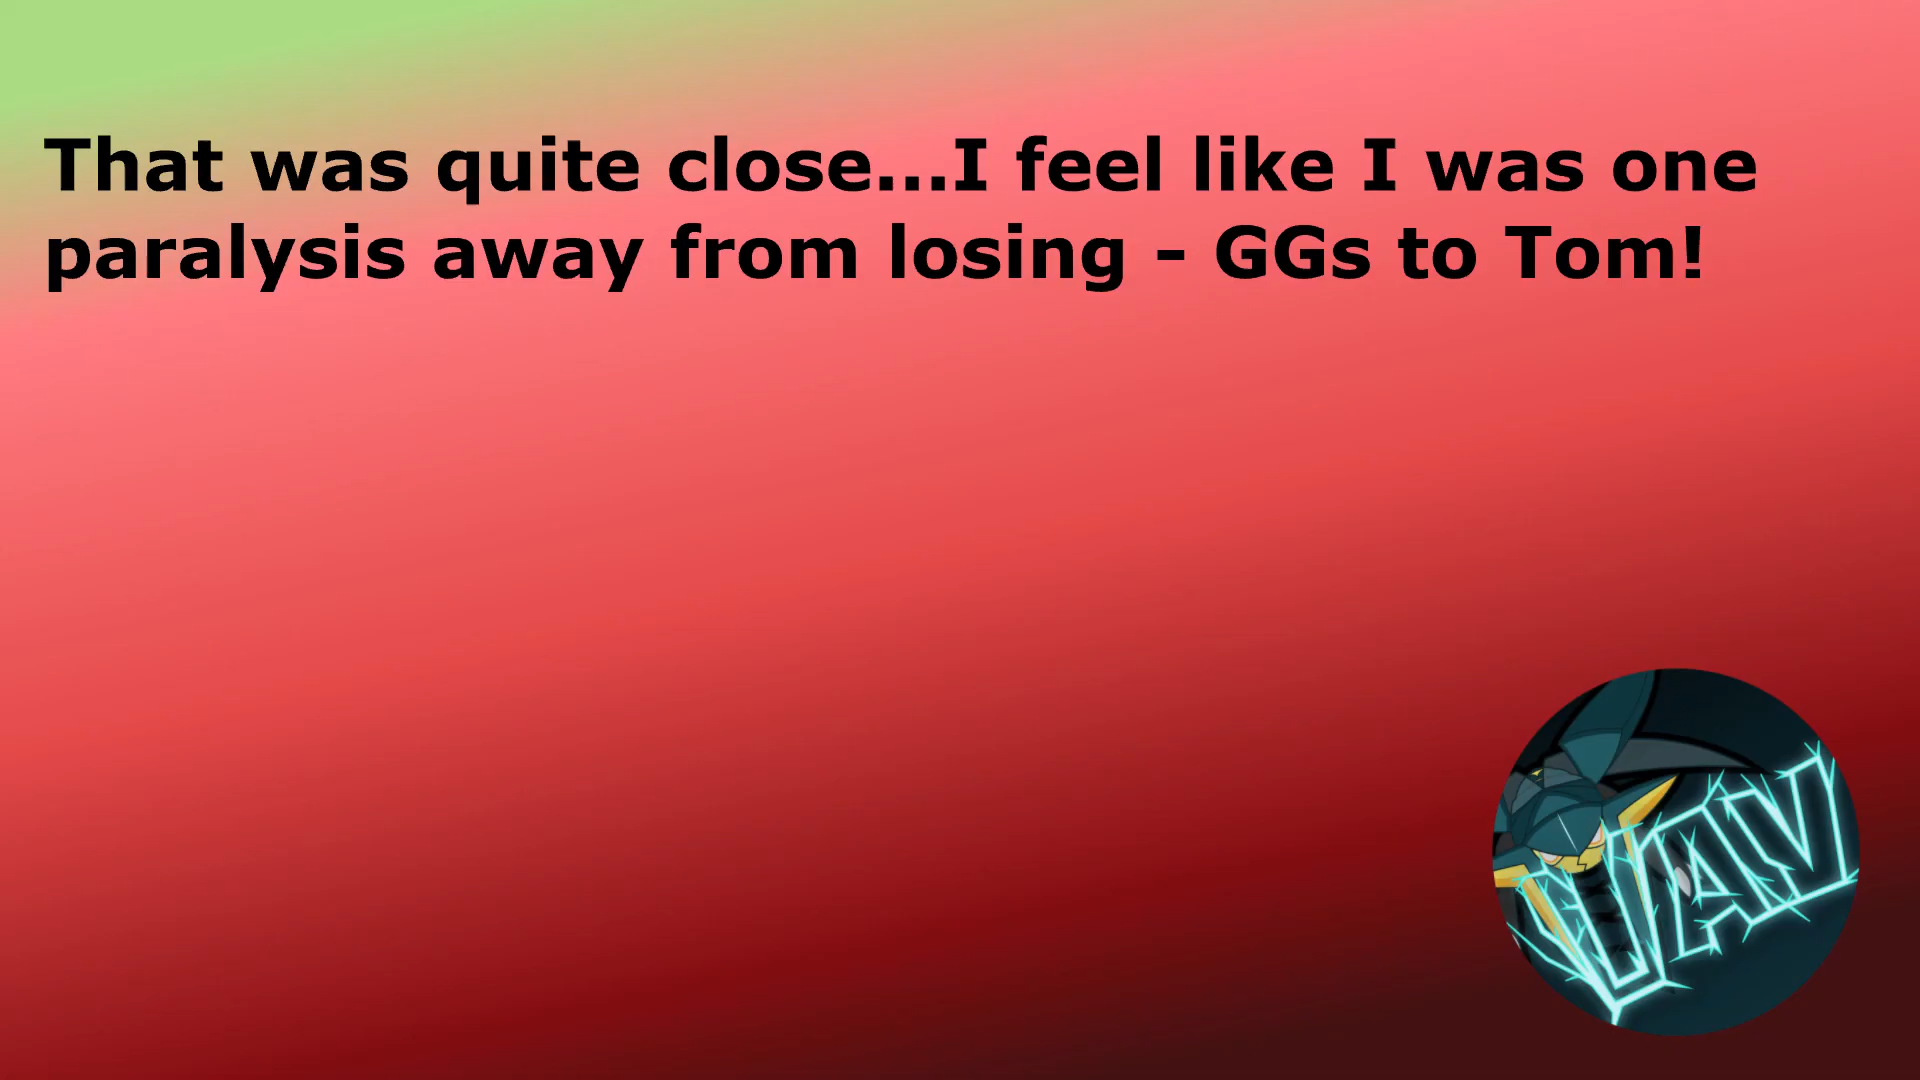 That was quite close...I feel like I was one
paralysis away from losing - GGs to Tom!
VAV